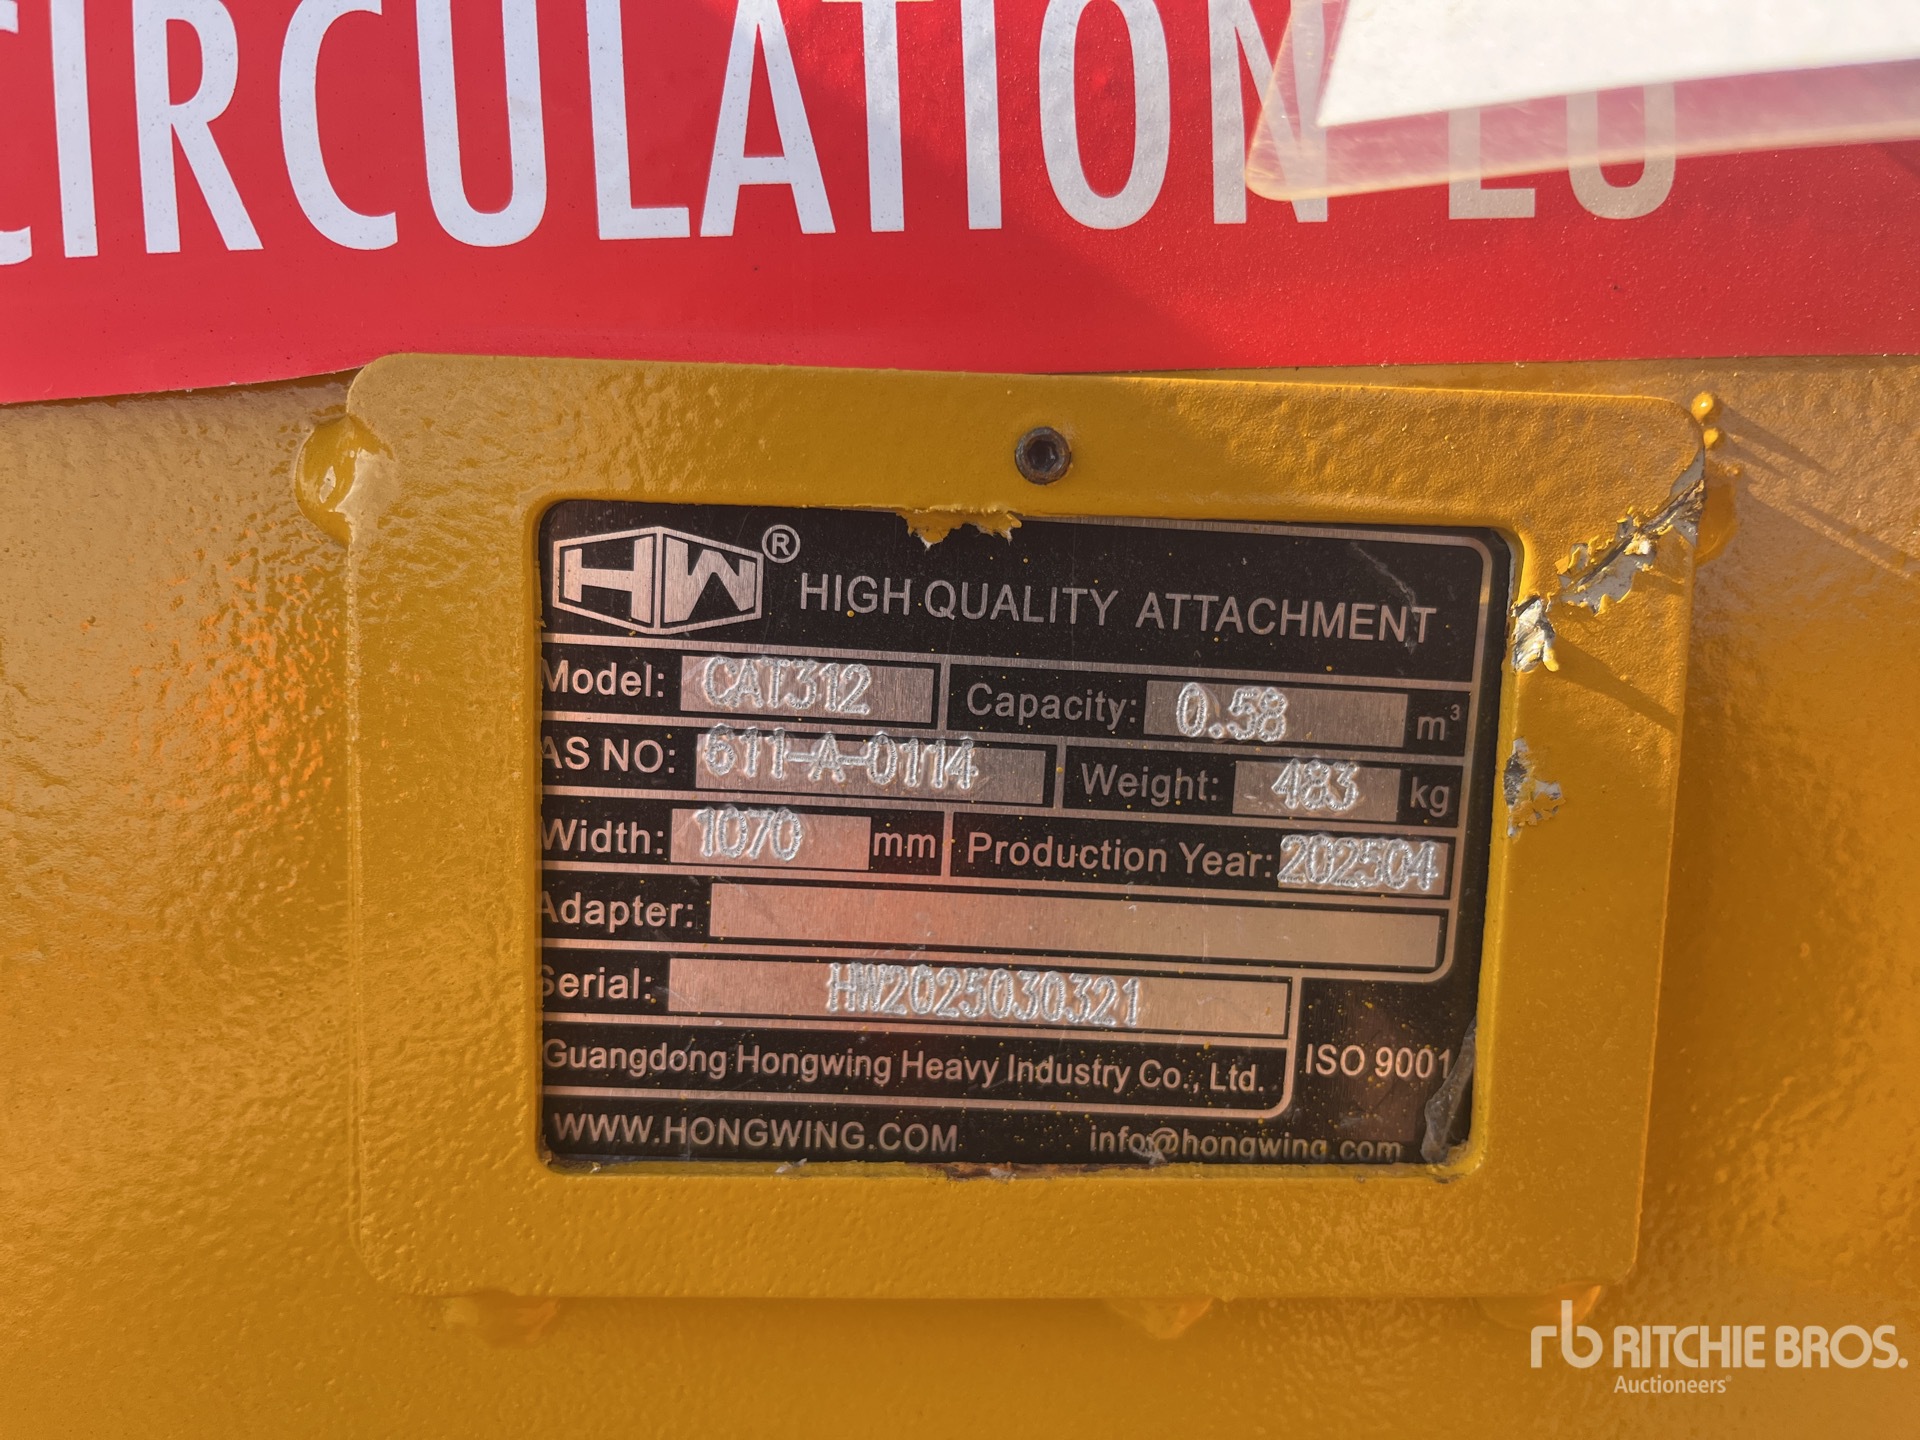 CIRCULATION EU
HW® HIGH QUALITY ATTACHMENT
Model: CAT312 Capacity: 0.58 m³
AS NO: 611-A-0114 Weight: 483 kg
Width: 1070 mm Production Year: 202504
Adapter:
Serial: HW2025030321
Guangdong Hongwing Heavy Industry Co., Ltd. ISO 9001
WWW.HONGWING.COM info@hongwing.com
rb RITCHIE BROS.
Auctioneers